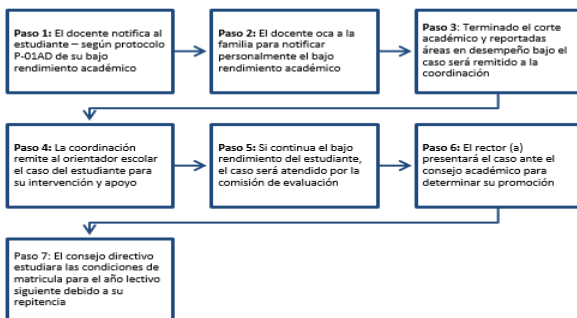 Paso 1: El docente notifica al
estudiante – según protocolo
P-01AD de su bajo
rendimiento académico
Paso 2: El docente oca a la
familia para notificar
personalmente el bajo
rendimiento académico
Paso 3: Terminado el corte
académico y reportadas
áreas en desempeño bajo el
caso será remitido a la
coordinación
Paso 4: La coordinación
remite al orientador escolar
el caso del estudiante para
su intervención y apoyo
Paso 5: Si continua el bajo
rendimiento del estudiante,
el caso será atendido por la
comisión de evaluación
Paso 6: El rector (a)
presentará el caso ante el
consejo académico para
determinar su promoción
Paso 7: El consejo directivo
estudiara las condiciones de
matricula para el año lectivo
siguiente debido a su
repitencia